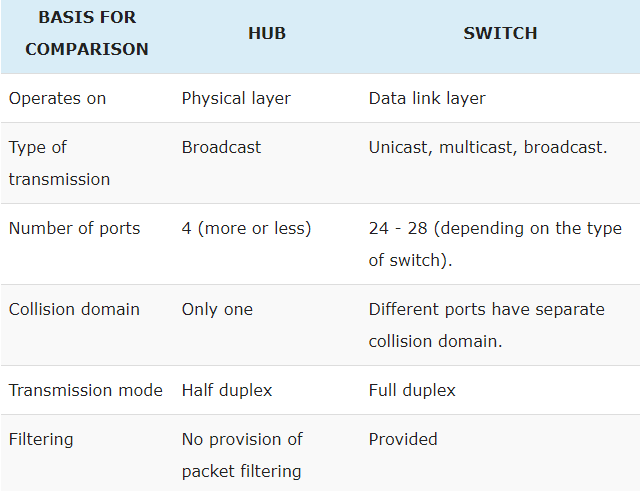 BASIS FOR COMPARISON HUB SWITCH
Operates on Physical layer Data link layer
Type of transmission Broadcast Unicast, multicast, broadcast.
Number of ports 4 (more or less) 24 - 28 (depending on the type of switch).
Collision domain Only one Different ports have separate collision domain.
Transmission mode Half duplex Full duplex
Filtering No provision of packet filtering Provided